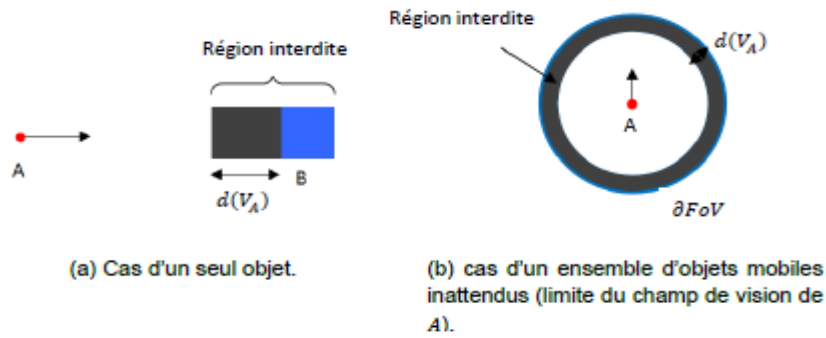 Région interdite
A
B
d(V_A)
(a) Cas d'un seul objet.
Région interdite
d(V_A)
A
∂FoV
(b) cas d'un ensemble d'objets mobiles
inattendus (limite du champ de vision de
A).